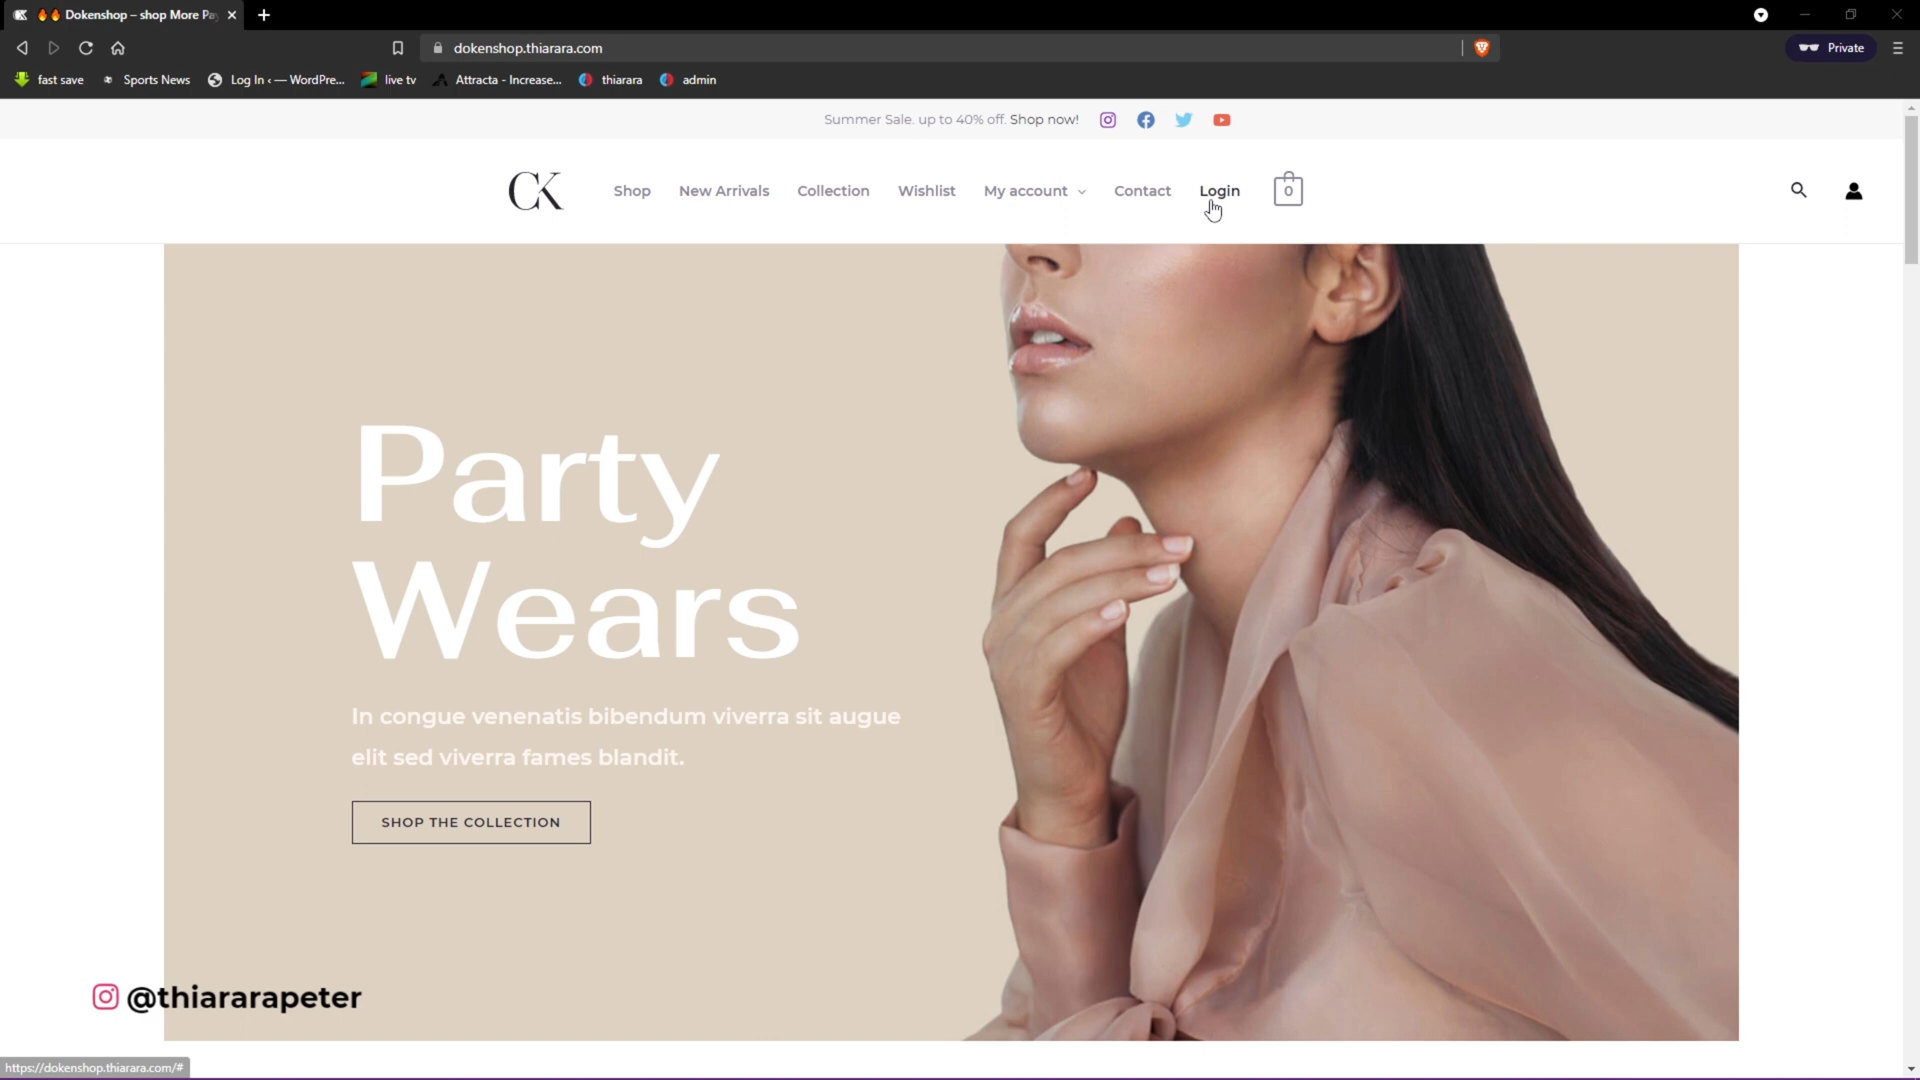 Dokenshop – shop More Pa
dokenshop.thiarara.com
Private
fast save
Sports News
Log In ‹ — WordPre...
live tv
Attracta - Increase...
thiarara
admin
Summer Sale. up to 40% off. Shop now!
CK
Shop
New Arrivals
Collection
Wishlist
My account
Contact
Login
0
Party
Wears
In congue venenatis bibendum viverra sit augue
elit sed viverra fames blandit.
SHOP THE COLLECTION
@thiararapeter
https://dokenshop.thiarara.com/#